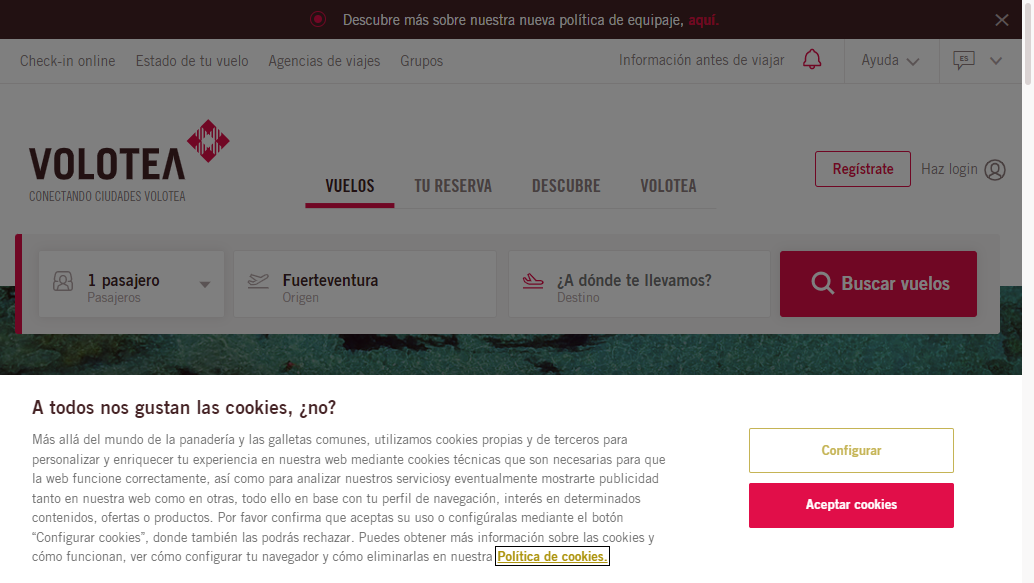 Descubre más sobre nuestra nueva política de equipaje, aquí.
Check-in online Estado de tu vuelo Agencias de viajes Grupos Información antes de viajar Ayuda ES
VOLOTEA
CONECTANDO CIUDADES VOLOTEA
VUELOS TU RESERVA DESCUBRE VOLOTEA
Regístrate Haz login
1 pasajero
Pasajeros
Fuerteventura
Origen
¿A dónde te llevamos?
Destino
Buscar vuelos
A todos nos gustan las cookies, ¿no?
Más allá del mundo de la panadería y las galletas comunes, utilizamos cookies propias y de terceros para
personalizar y enriquecer tu experiencia en nuestra web mediante cookies técnicas que son necesarias para que
la web funcione correctamente, así como para analizar nuestros serviciosy eventualmente mostrarte publicidad
tanto en nuestra web como en otras, todo ello en base con tu perfil de navegación, interés en determinados
contenidos, ofertas o productos. Por favor confirma que aceptas su uso o configúralas mediante el botón
“Configurar cookies”, donde también las podrás rechazar. Puedes obtener más información sobre las cookies y
cómo funcionan, ver cómo configurar tu navegador y cómo eliminarlas en nuestra Política de cookies.
Configurar
Aceptar cookies